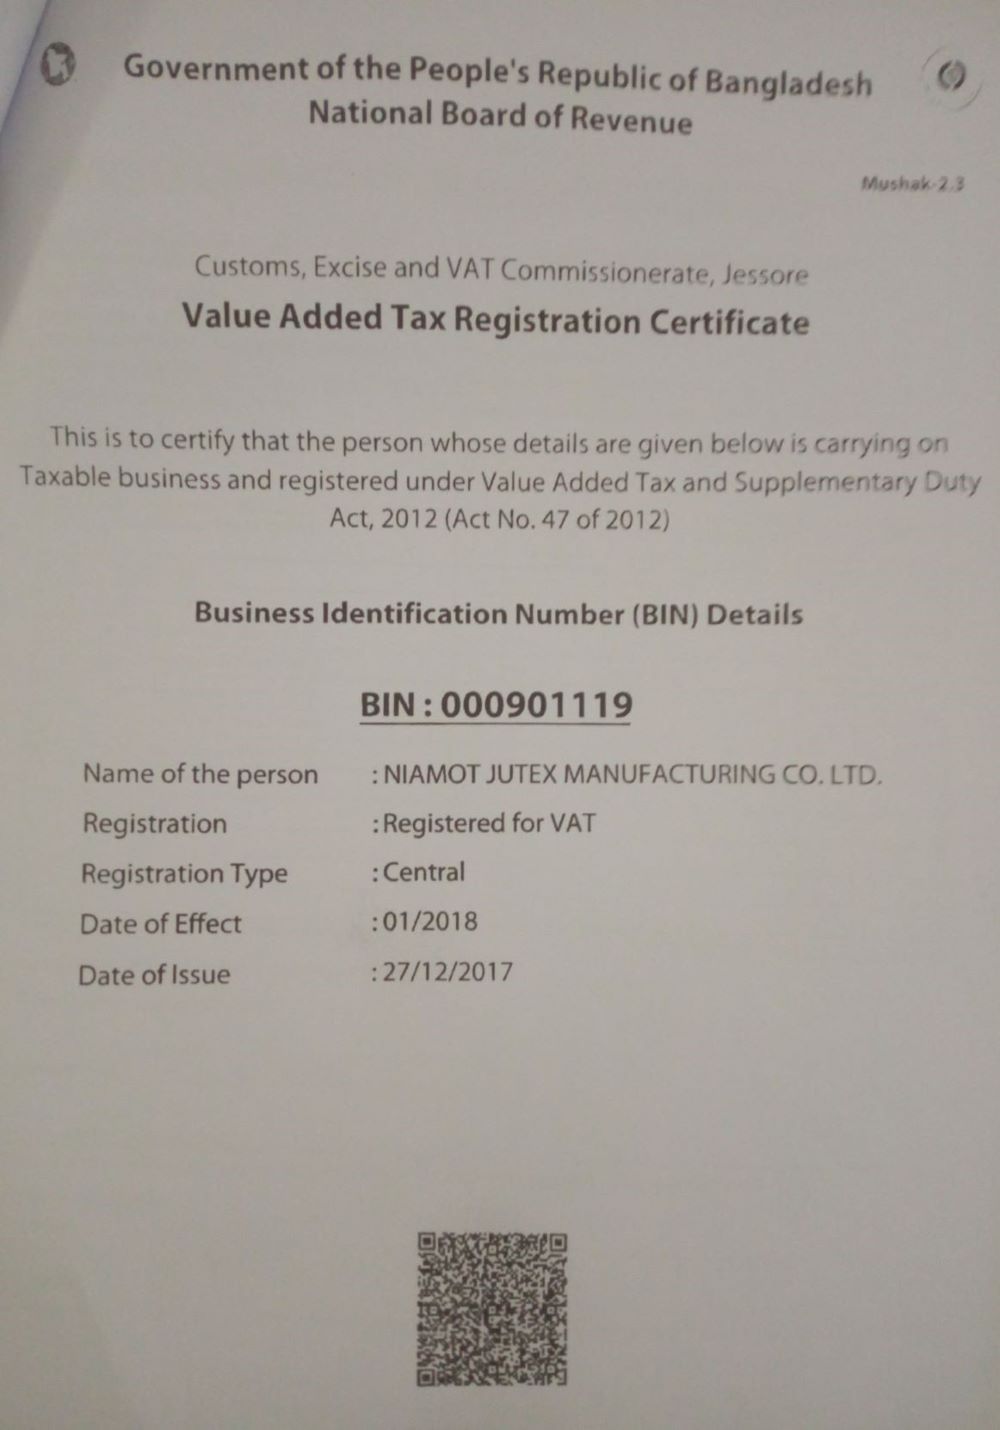 Government of the People's Republic of Bangladesh
National Board of Revenue
Mushak-2.3
Customs, Excise and VAT Commissionerate, Jessore
Value Added Tax Registration Certificate
This is to certify that the person whose details are given below is carrying on
Taxable business and registered under Value Added Tax and Supplementary Duty
Act, 2012 (Act No. 47 of 2012)
Business Identification Number (BIN) Details
BIN : 000901119
Name of the person : NIAMOT JUTEX MANUFACTURING CO. LTD.
Registration : Registered for VAT
Registration Type : Central
Date of Effect : 01/2018
Date of Issue : 27/12/2017